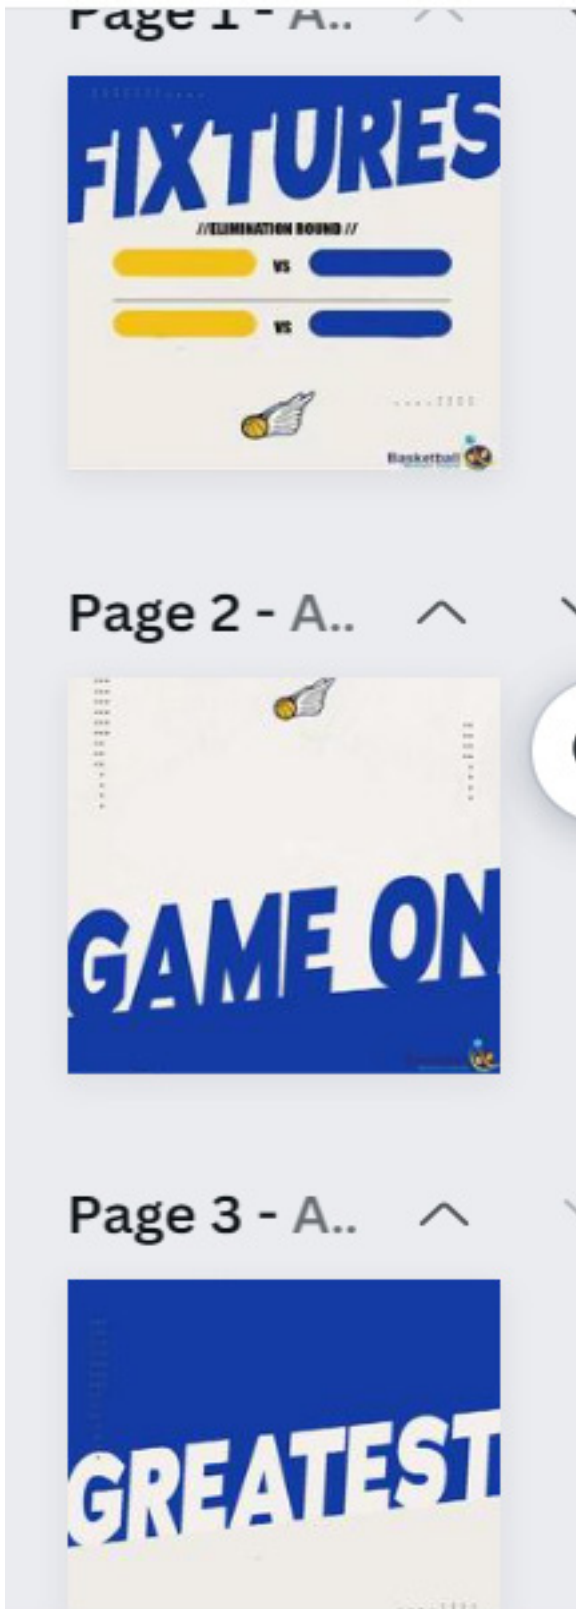 Page 1 - A..
FIXTURES
//ELIMINATION ROUND //
VS
VS
Basketball
Page 2 - A..
GAME ON
Page 3 - A..
GREATEST